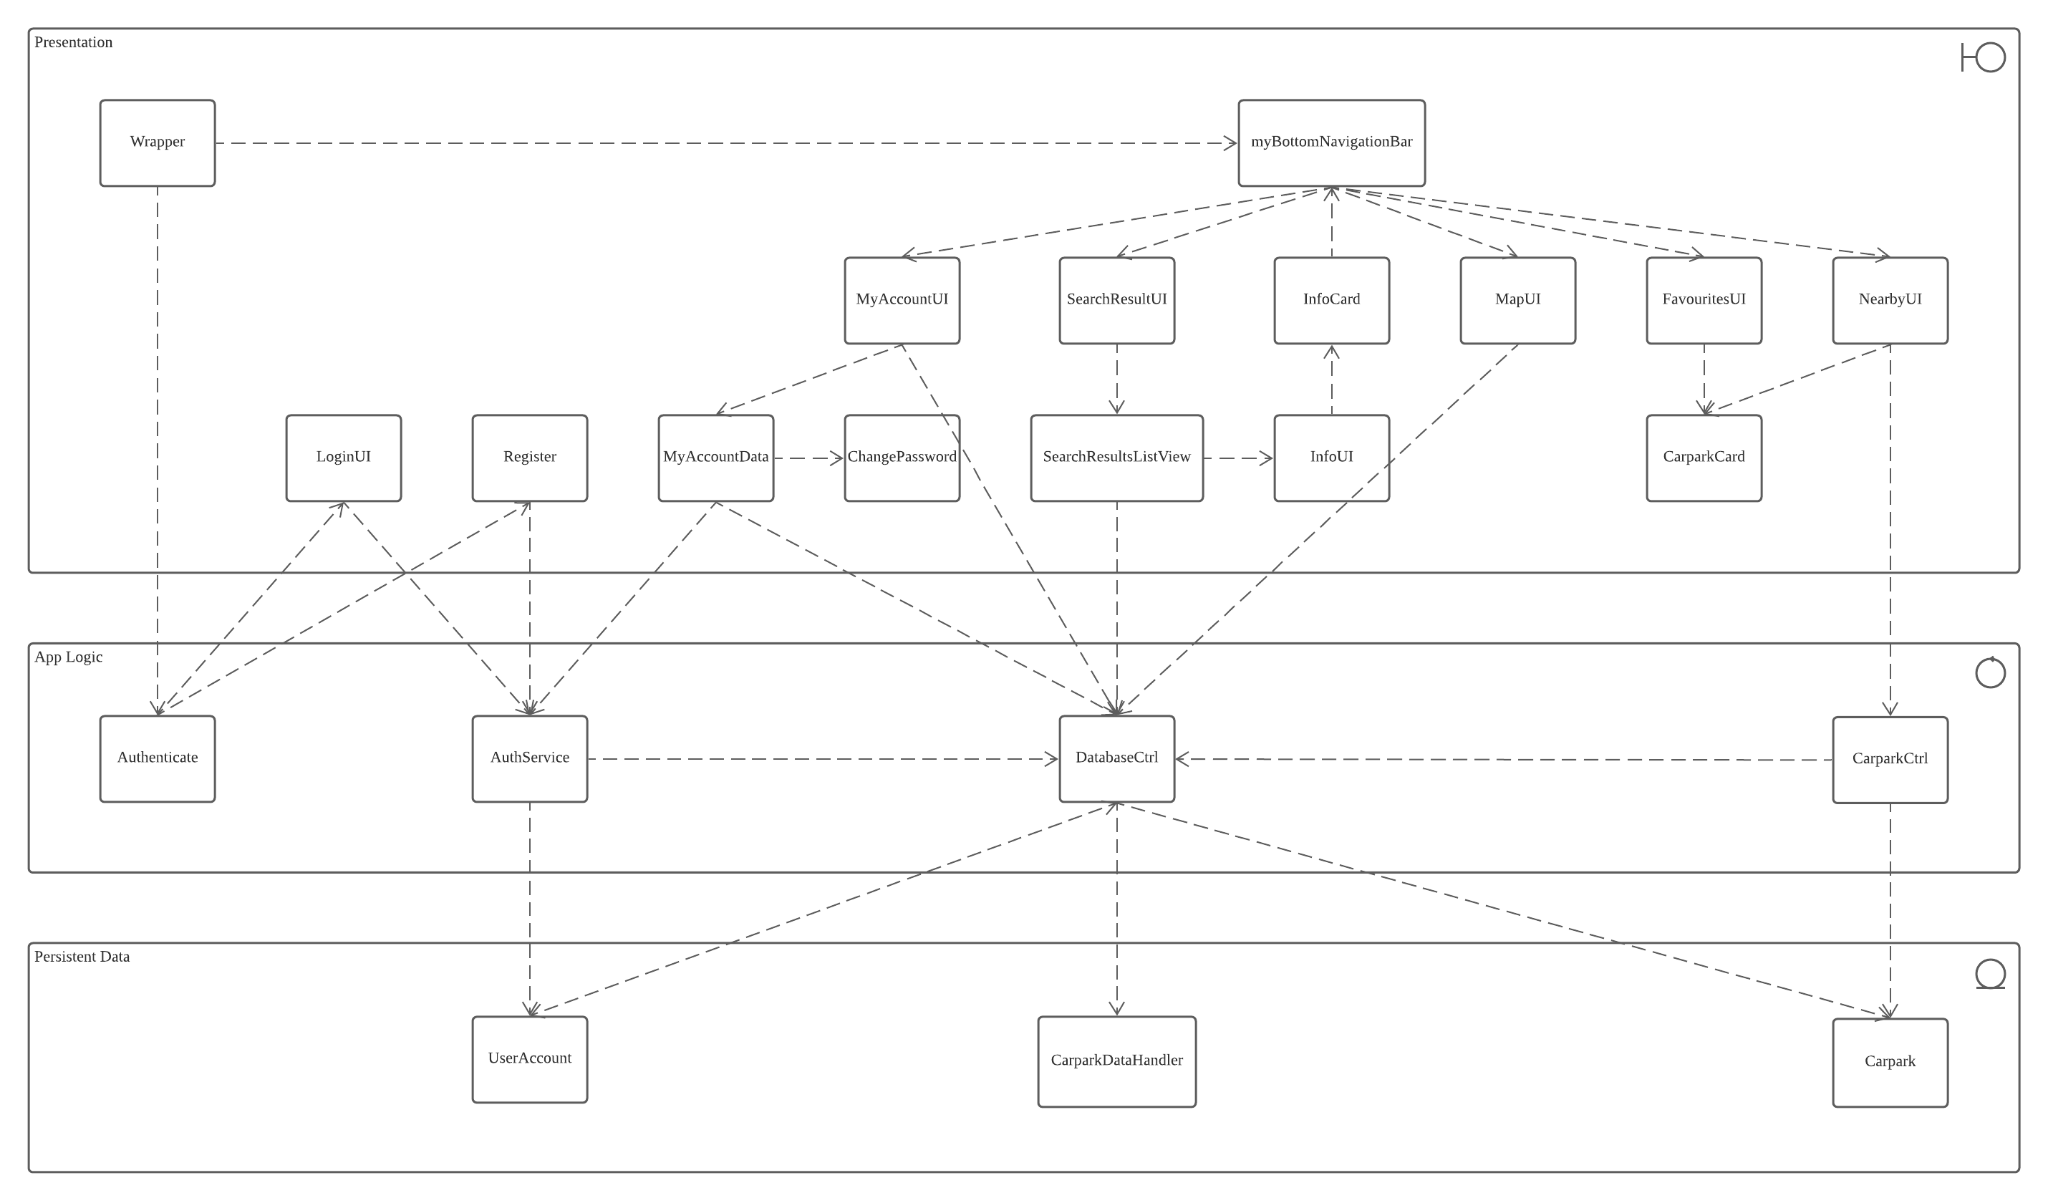 Presentation
Wrapper
myBottomNavigationBar
MyAccountUI
SearchResultUI
InfoCard
MapUI
FavouritesUI
NearbyUI
LoginUI
Register
MyAccountData
ChangePassword
SearchResultsListView
InfoUI
CarparkCard
App Logic
Authenticate
AuthService
DatabaseCtrl
CarparkCtrl
Persistent Data
UserAccount
CarparkDataHandler
Carpark